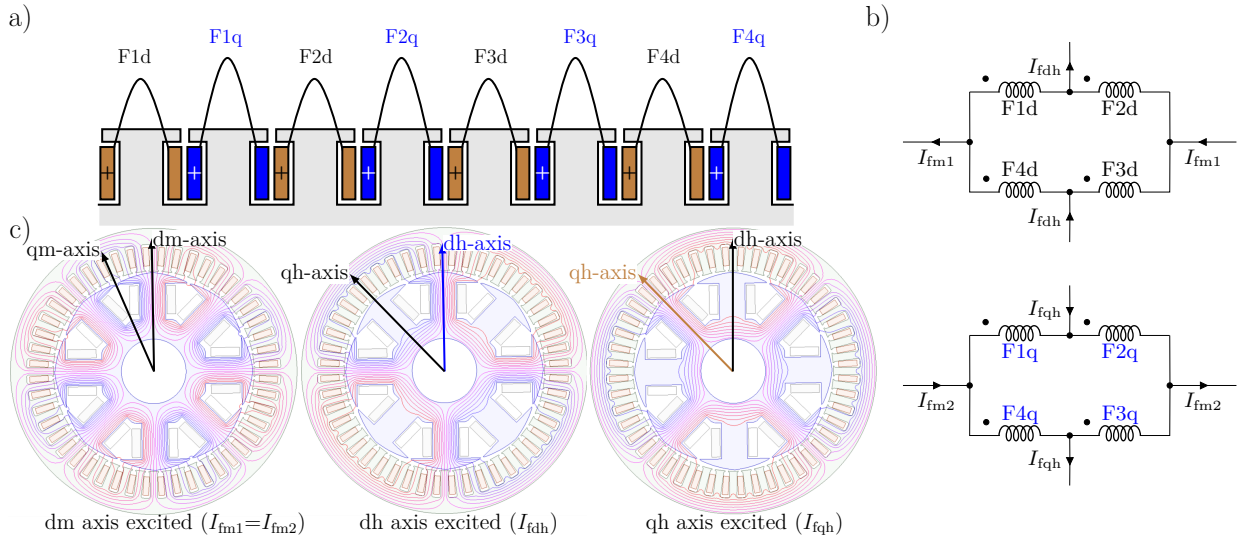 a)
F1d
F1q
F2d
F2q
F3d
F3q
F4d
F4q
b)
I_fdh
F1d
F2d
I_fm1
I_fm1
F4d
F3d
I_fdh
I_fqh
F1q
F2q
I_fm2
I_fm2
F4q
F3q
I_fqh
c)
qm-axis
dm-axis
dm axis excited (I_fm1=I_fm2)
qh-axis
dh-axis
dh axis excited (I_fdh)
qh-axis
dh-axis
qh axis excited (I_fqh)